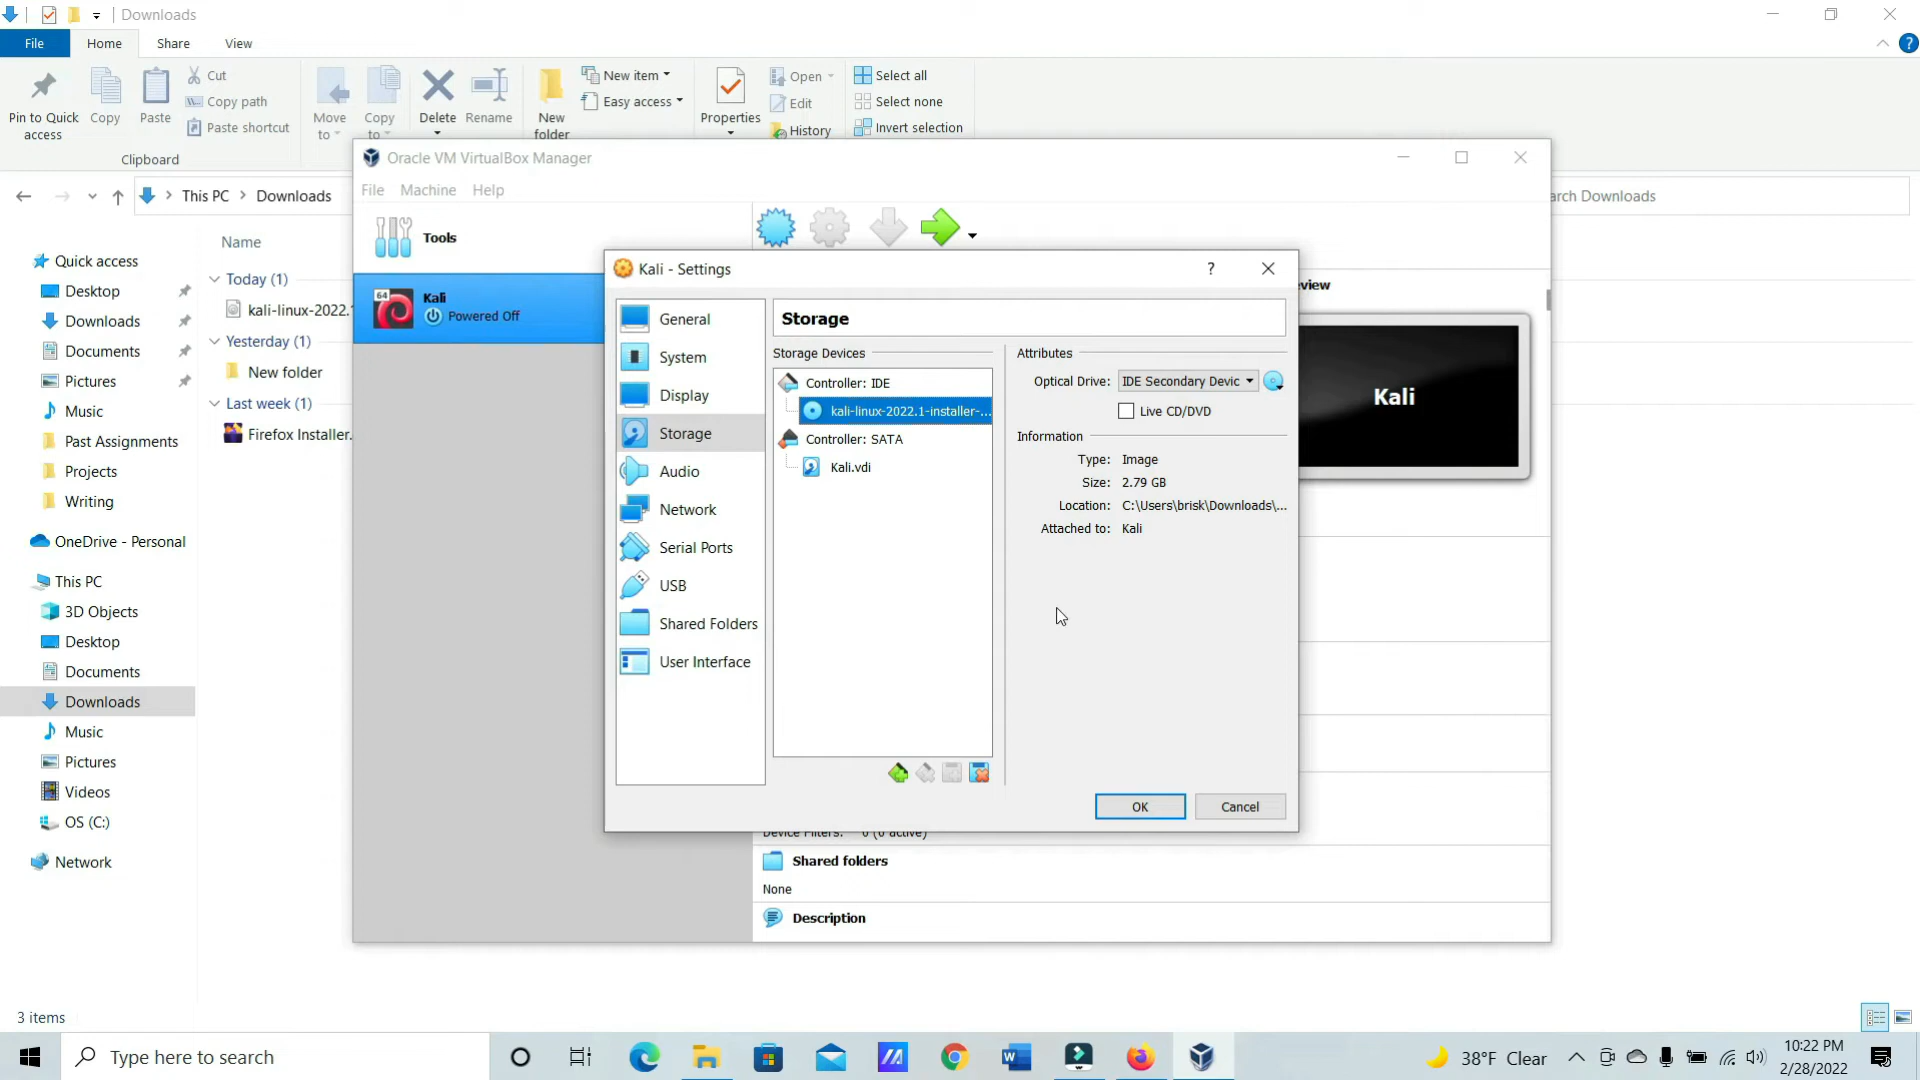 Downloads
File
Home
Share
View
Pin to Quick access
Copy
Paste
Cut
Copy path
Paste shortcut
Clipboard
Move to
Copy to
Delete
Rename
New folder
New item
Easy access
Properties
Open
Edit
History
Select all
Select none
Invert selection
This PC
Downloads
arch Downloads
Oracle VM VirtualBox Manager
File
Machine
Help
Tools
64
Kali
Powered Off
Name
Today (1)
kali-linux-2022.1
Yesterday (1)
New folder
Last week (1)
Firefox Installer.
Quick access
Desktop
Downloads
Documents
Pictures
Music
Past Assignments
Projects
Writing
OneDrive - Personal
This PC
3D Objects
Desktop
Documents
Downloads
Music
Pictures
Videos
OS (C:)
Network
3 items
Kali - Settings
?
General
System
Display
Storage
Audio
Network
Serial Ports
USB
Shared Folders
User Interface
Storage
Storage Devices
Controller: IDE
kali-linux-2022.1-installer-...
Controller: SATA
Kali.vdi
Attributes
Optical Drive:
IDE Secondary Devic
Live CD/DVD
Information
Type: Image
Size: 2.79 GB
Location: C:\Users\brisk\Downloads\...
Attached to: Kali
OK
Cancel
view
Kali
Device Filters: 0 (0 active)
Shared folders
None
Description
Type here to search
38°F Clear
10:22 PM
2/28/2022